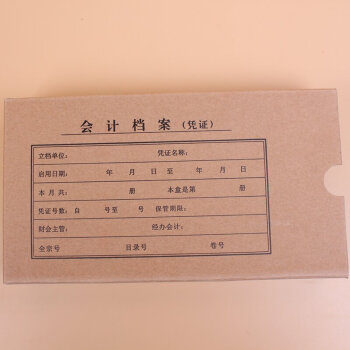 会计档案（凭证）
立档单位： 凭证名称：
启用日期： 年 月 日 至 年 月 日
本月共： 册 本盒是第 册
凭证号数：自 号至 号 保管期限：
财会主管： 经办会计：
全宗号 目录号 卷号